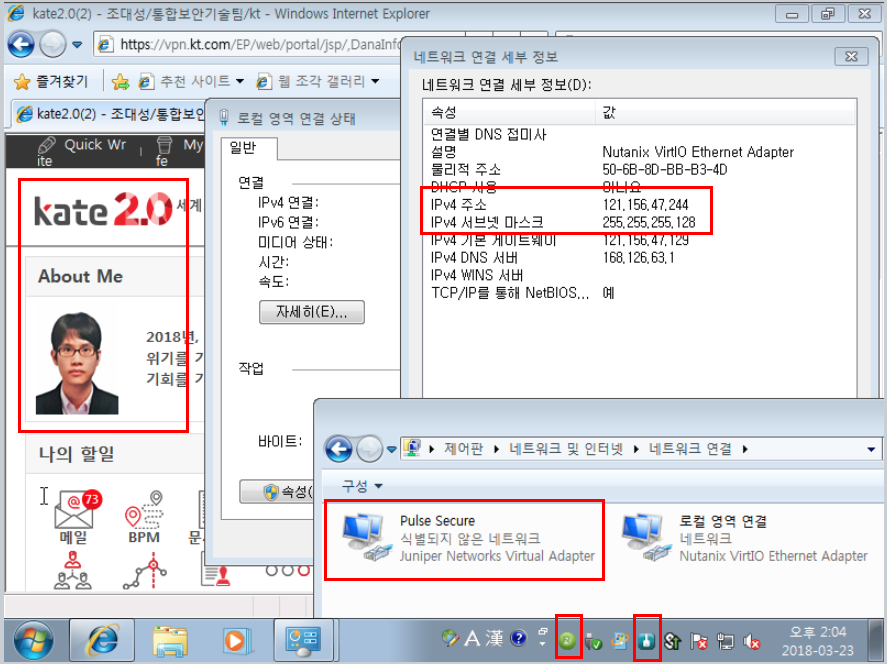 kate2.0(2) - 조대성/통합보안기술팀/kt - Windows Internet Explorer
https://vpn.kt.com/EP/web/portal/jsp/,DanaInfo
즐겨찾기
추천 사이트
웹 조각 갤러리
kate2.0(2) - 조대성/통합보안
Quick Wr
ite
My
fe
kate 2.0
세계
About Me
2018년,
위기를 기
기회를 기
나의 할일
@
73
메일
BPM
문
로컬 영역 연결 상태
일반
연결
IPv4 연결:
IPv6 연결:
미디어 상태:
시간:
속도:
자세히(E)...
작업
바이트:
속성(
네트워크 연결 세부 정보
네트워크 연결 세부 정보(D):
속성 값
연결별 DNS 접미사
설명 Nutanix VirtIO Ethernet Adapter
물리적 주소 50-6B-8D-BB-B3-4D
DHCP 사용 아니요
IPv4 주소 121.156.47.244
IPv4 서브넷 마스크 255.255.255.128
IPv4 기본 게이트웨이 121.156.47.129
IPv4 DNS 서버 168.126.63.1
IPv4 WINS 서버
TCP/IP를 통해 NetBIOS... 예
제어판
네트워크 및 인터넷
네트워크 연결
구성
Pulse Secure
식별되지 않은 네트워크
Juniper Networks Virtual Adapter
로컬 영역 연결
네트워크
Nutanix VirtIO Ethernet Adapter
A 漢
오후 2:04
2018-03-23